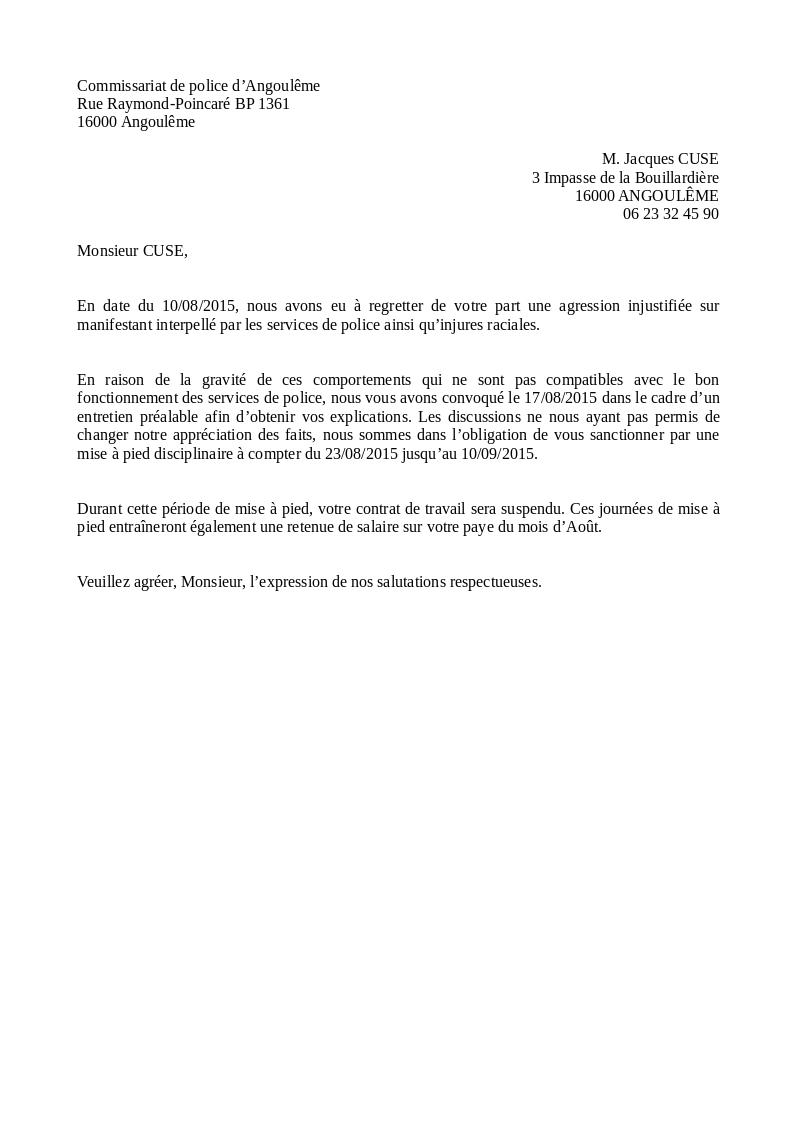 Commissariat de police d’Angoulême
Rue Raymond-Poincaré BP 1361
16000 Angoulême
M. Jacques CUSE
3 Impasse de la Bouillardière
16000 ANGOULÊME
06 23 32 45 90
Monsieur CUSE,
En date du 10/08/2015, nous avons eu à regretter de votre part une agression injustifiée sur
manifestant interpellé par les services de police ainsi qu’injures raciales.
En raison de la gravité de ces comportements qui ne sont pas compatibles avec le bon
fonctionnement des services de police, nous vous avons convoqué le 17/08/2015 dans le cadre d’un
entretien préalable afin d’obtenir vos explications. Les discussions ne nous ayant pas permis de
changer notre appréciation des faits, nous sommes dans l’obligation de vous sanctionner par une
mise à pied disciplinaire à compter du 23/08/2015 jusqu’au 10/09/2015.
Durant cette période de mise à pied, votre contrat de travail sera suspendu. Ces journées de mise à
pied entraîneront également une retenue de salaire sur votre paye du mois d’Août.
Veuillez agréer, Monsieur, l’expression de nos salutations respectueuses.